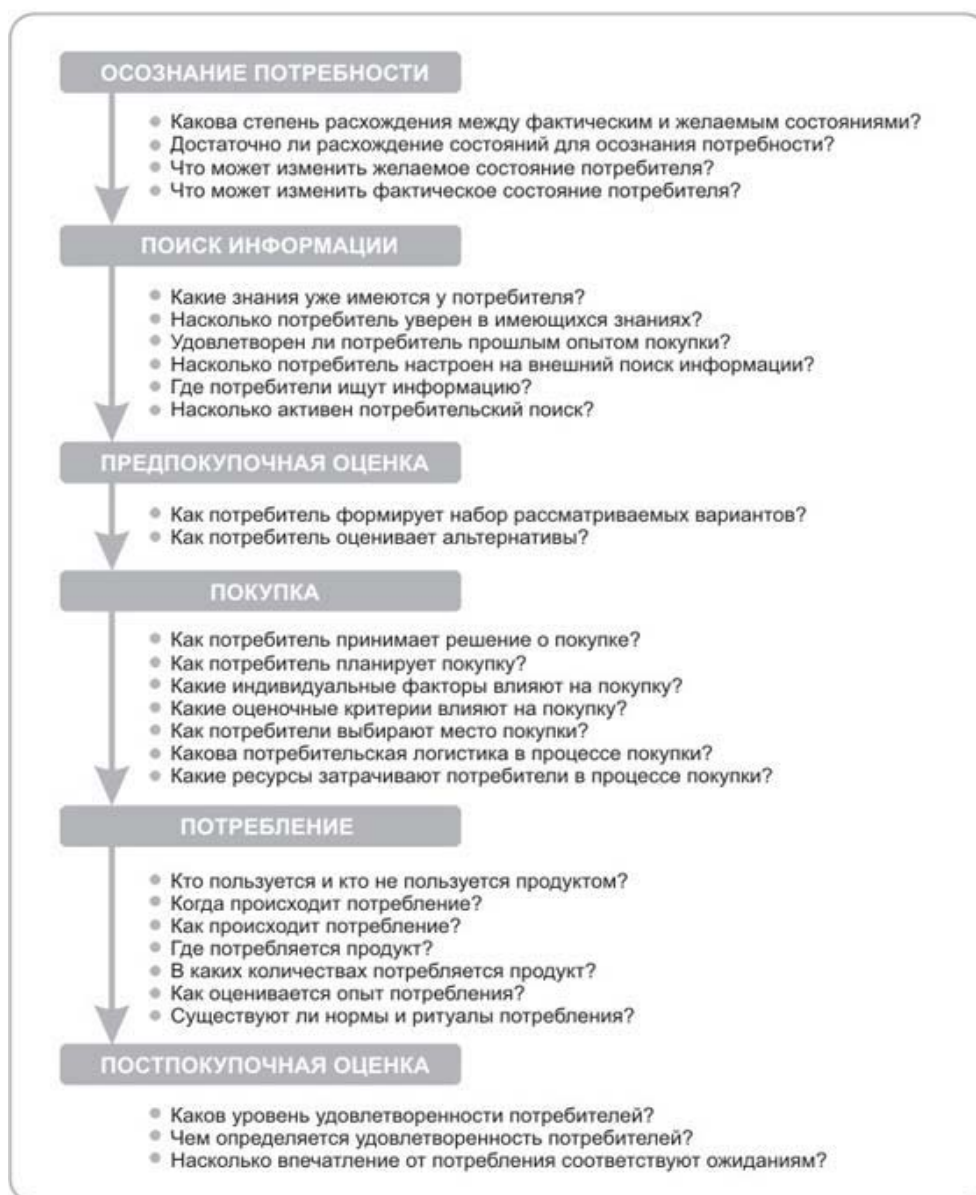 ОСОЗНАНИЕ ПОТРЕБНОСТИ
Какова степень расхождения между фактическим и желаемым состояниями?
Достаточно ли расхождение состояний для осознания потребности?
Что может изменить желаемое состояние потребителя?
Что может изменить фактическое состояние потребителя?
ПОИСК ИНФОРМАЦИИ
Какие знания уже имеются у потребителя?
Насколько потребитель уверен в имеющихся знаниях?
Удовлетворен ли потребитель прошлым опытом покупки?
Насколько потребитель настроен на внешний поиск информации?
Где потребители ищут информацию?
Насколько активен потребительский поиск?
ПРЕДПОКУПОЧНАЯ ОЦЕНКА
Как потребитель формирует набор рассматриваемых вариантов?
Как потребитель оценивает альтернативы?
ПОКУПКА
Как потребитель принимает решение о покупке?
Как потребитель планирует покупку?
Какие индивидуальные факторы влияют на покупку?
Какие оценочные критерии влияют на покупку?
Как потребители выбирают место покупки?
Какова потребительская логистика в процессе покупки?
Какие ресурсы затрачивают потребители в процессе покупки?
ПОТРЕБЛЕНИЕ
Кто пользуется и кто не пользуется продуктом?
Когда происходит потребление?
Как происходит потребление?
Где потребляется продукт?
В каких количествах потребляется продукт?
Как оценивается опыт потребления?
Существуют ли нормы и ритуалы потребления?
ПОСТПОКУПОЧНАЯ ОЦЕНКА
Каков уровень удовлетворенности потребителей?
Чем определяется удовлетворенность потребителей?
Насколько впечатление от потребления соответствуют ожиданиям?